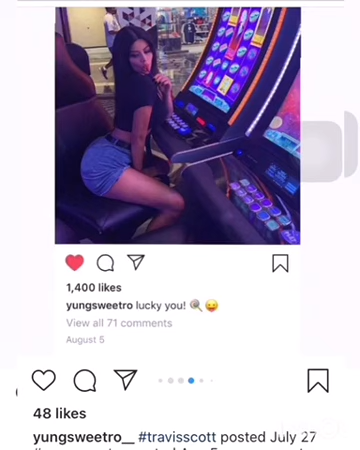 1,400 likes
yungsweetro lucky you!
View all 71 comments
August 5
48 likes
yungsweetro__ #travisscott posted July 27